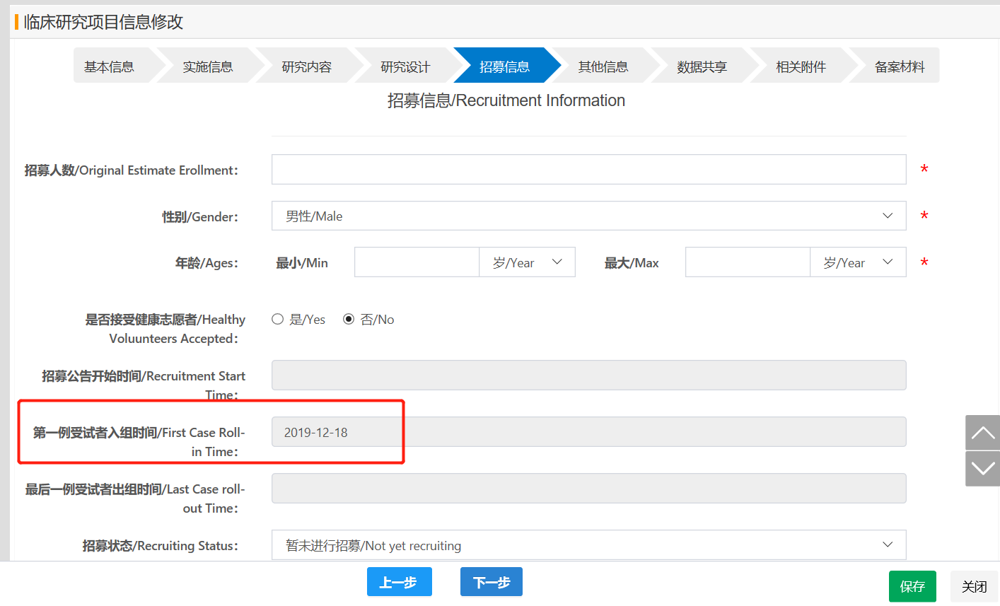 临床研究项目信息修改
基本信息
实施信息
研究内容
研究设计
招募信息
其他信息
数据共享
相关附件
备案材料
招募信息/Recruitment Information
招募人数/Original Estimate Erollment：
*
性别/Gender：
男性/Male
*
年龄/Ages：
最小/Min
岁/Year
最大/Max
岁/Year
*
是否接受健康志愿者/Healthy
Voluunteers Accepted：
是/Yes
否/No
招募公告开始时间/Recruitment Start
Time：
第一例受试者入组时间/First Case Roll-
in Time：
2019-12-18
最后一例受试者出组时间/Last Case roll-
out Time：
招募状态/Recruiting Status：
暂未进行招募/Not yet recruiting
上一步
下一步
保存
关闭